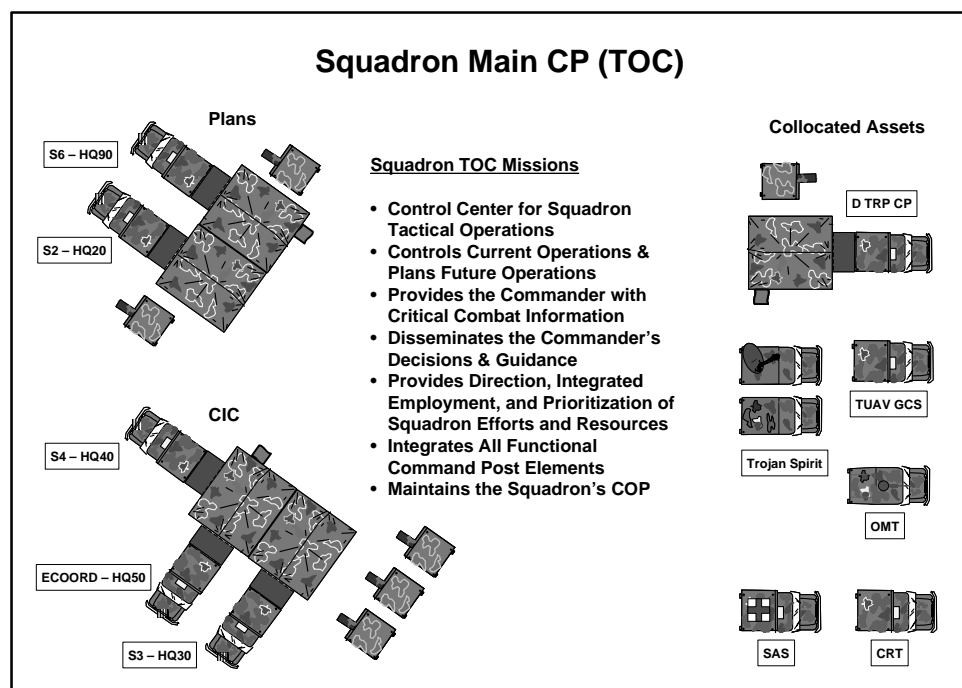 Squadron Main CP (TOC)
Plans
S6 – HQ90
S2 – HQ20
CIC
S4 – HQ40
ECOORD – HQ50
S3 – HQ30
Squadron TOC Missions
• Control Center for Squadron
Tactical Operations
• Controls Current Operations &
Plans Future Operations
• Provides the Commander with
Critical Combat Information
• Disseminates the Commander’s
Decisions & Guidance
• Provides Direction, Integrated
Employment, and Prioritization of
Squadron Efforts and Resources
• Integrates All Functional
Command Post Elements
• Maintains the Squadron’s COP
Collocated Assets
D TRP CP
TUAV GCS
Trojan Spirit
OMT
SAS
CRT